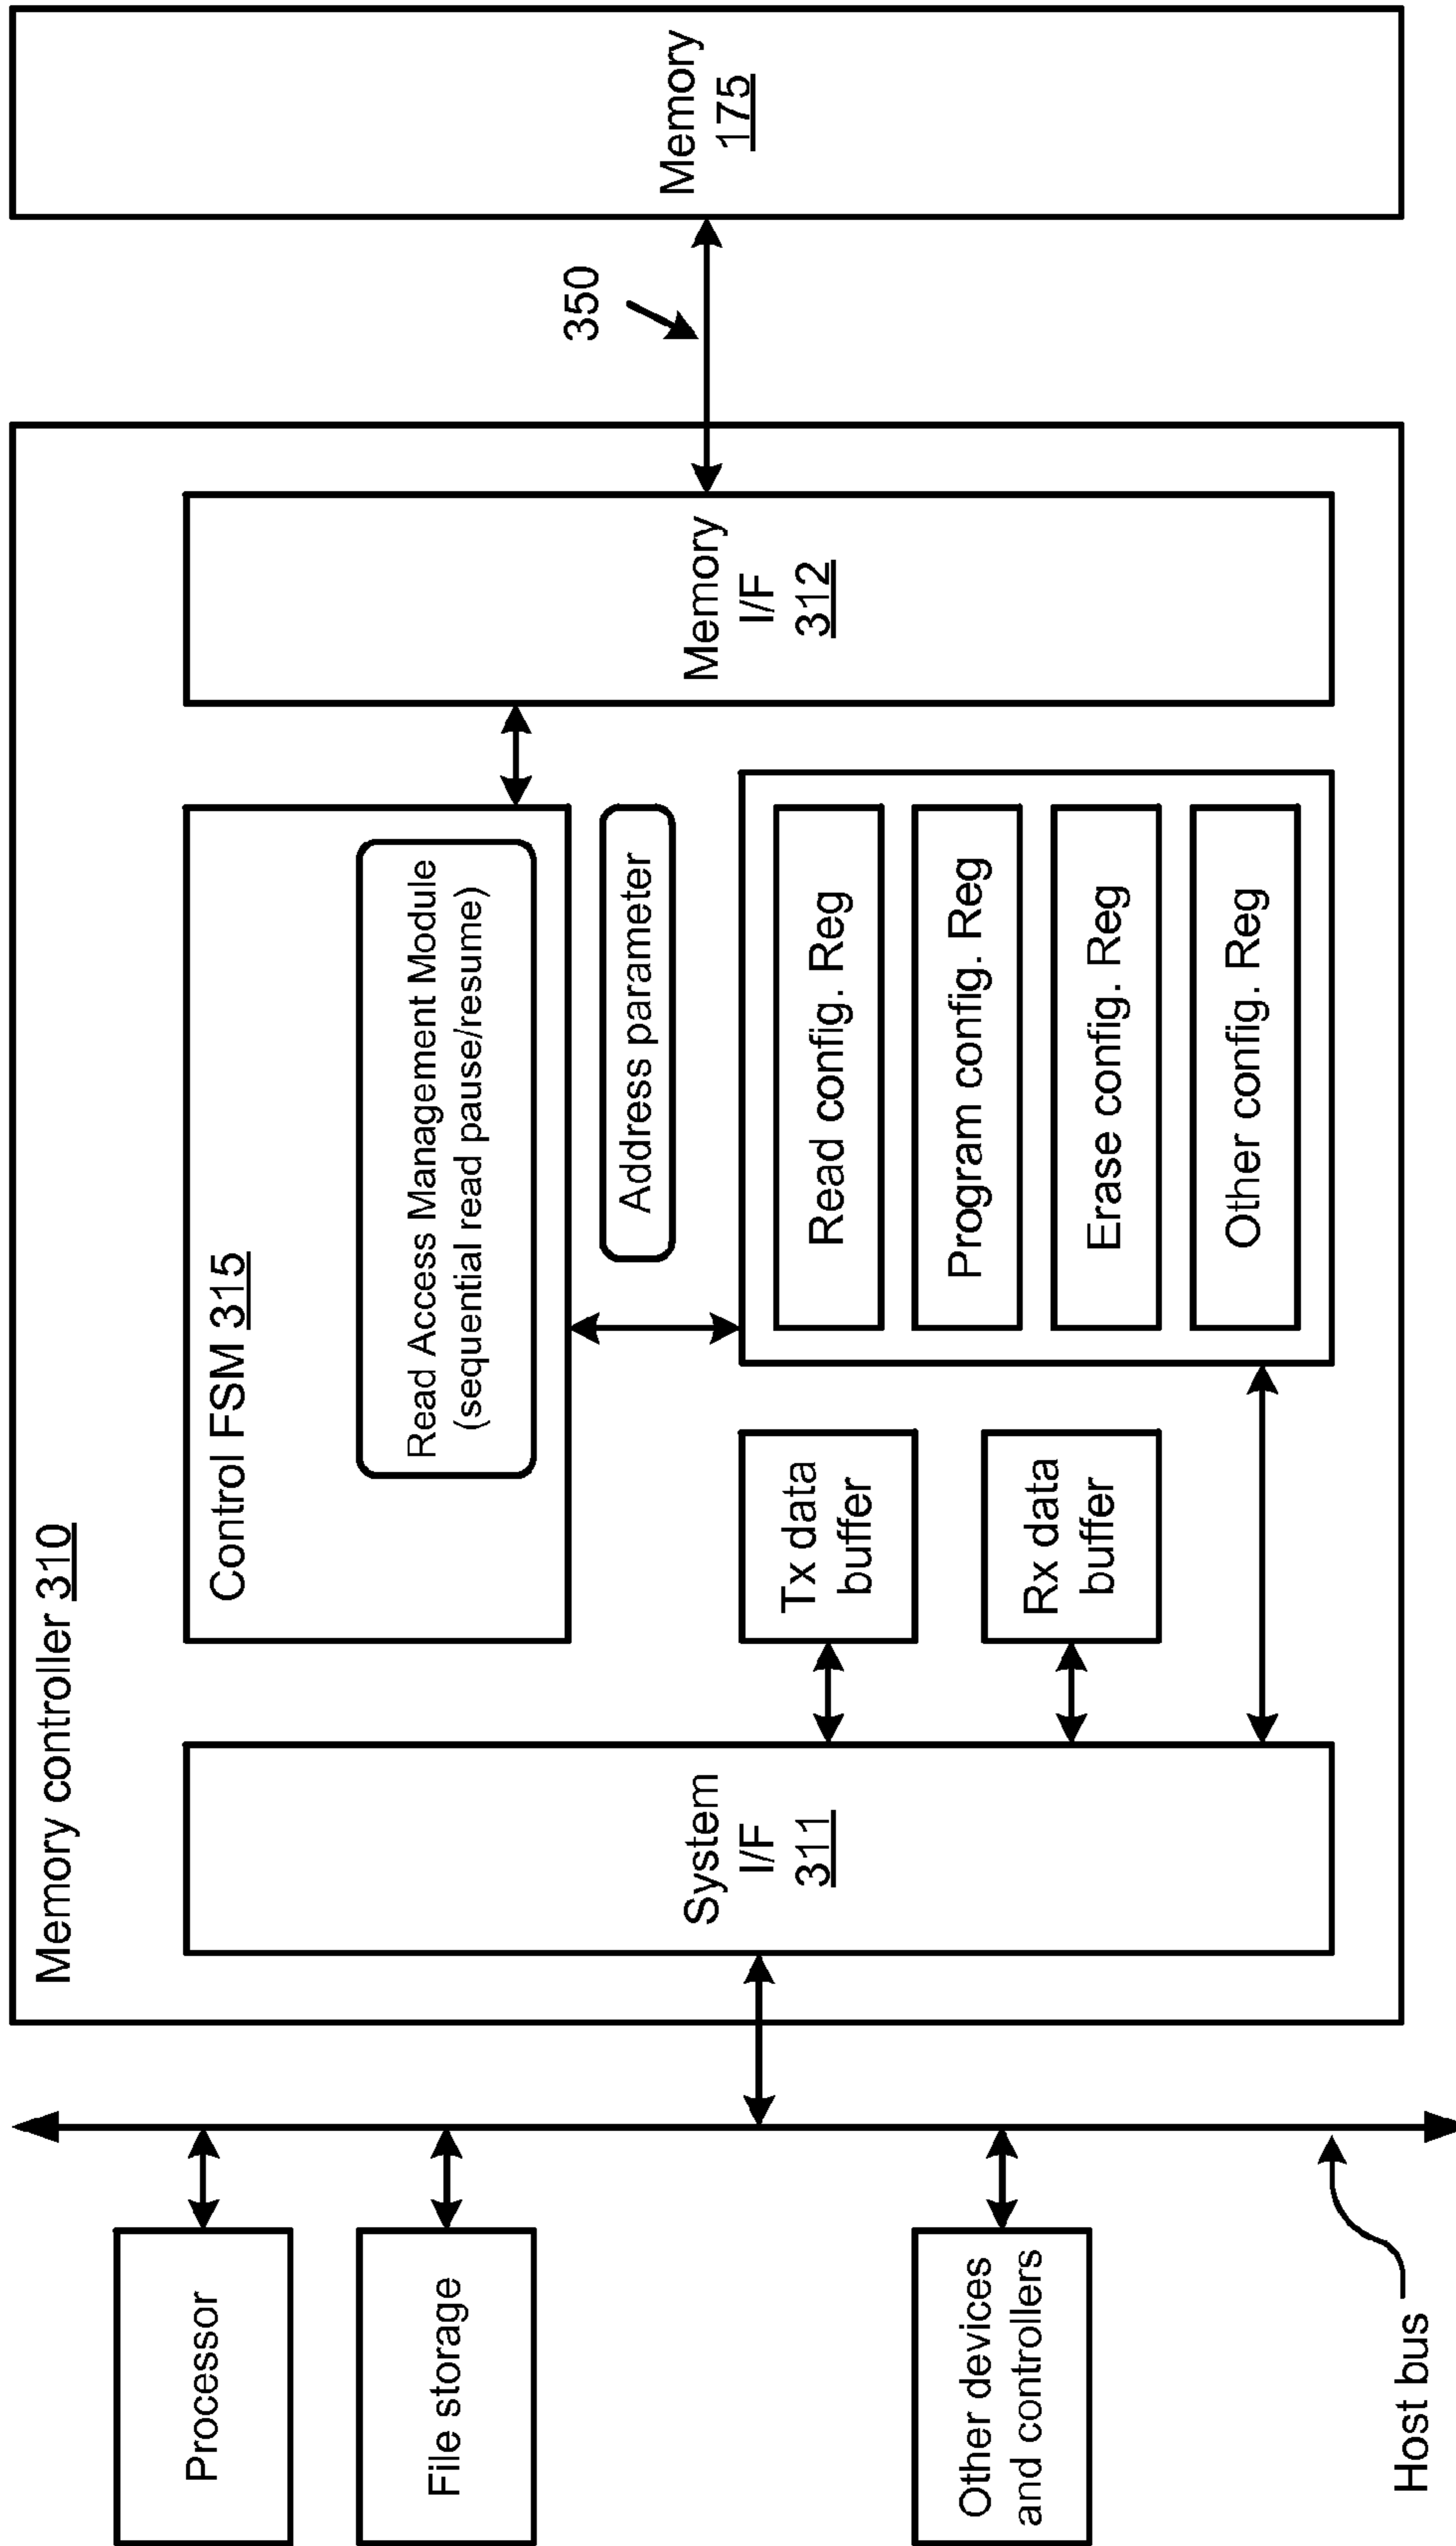 Processor
File storage
Other devices
and controllers
Host bus
Memory controller 310
System
I/F
311
Control FSM 315
Read Access Management Module
(sequential read pause/resume)
Address parameter
Tx data
buffer
Rx data
buffer
Read config. Reg
Program config. Reg
Erase config. Reg
Other config. Reg
Memory
I/F
312
350
Memory
175